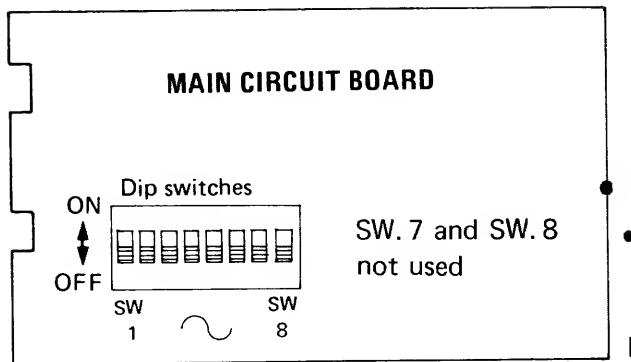 MAIN CIRCUIT BOARD
Dip switches
ON
OFF
SW. 7 and SW. 8
not used
SW
1
SW
8